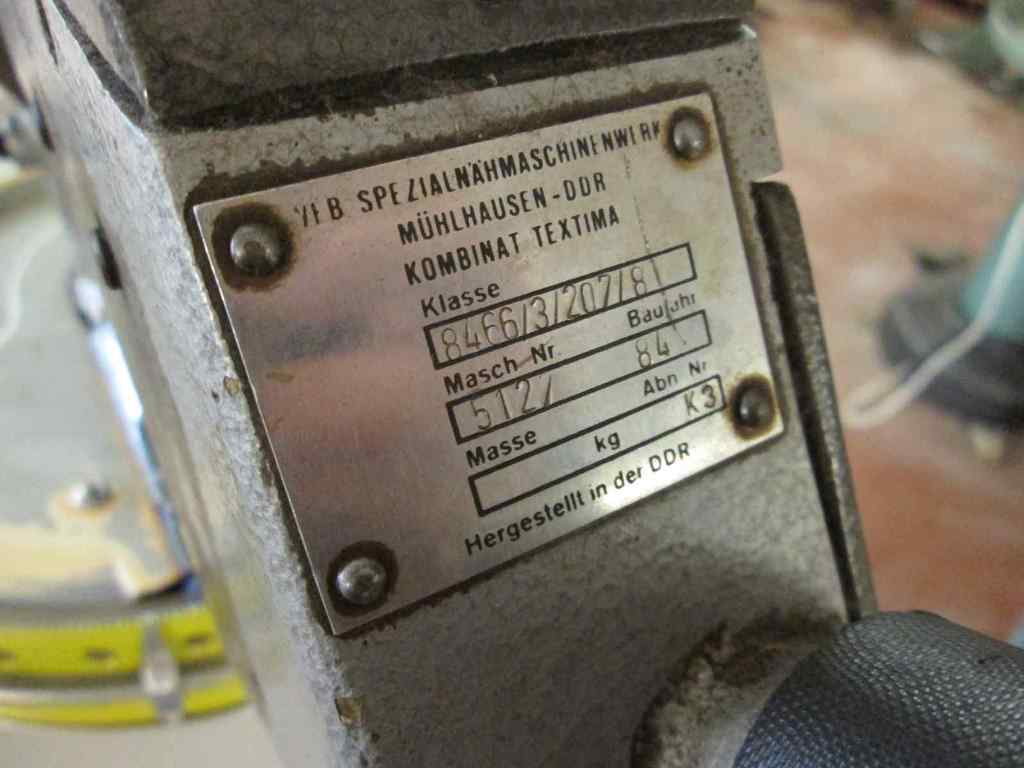 VEB SPEZIALNÄHMASCHINENWERK
MÜHLHAUSEN-DDR
KOMBINAT TEXTIMA
Klasse
8466/3/207/81
Masch Nr. Baujahr
5127 84
Masse kg Abn Nr
K3
Hergestellt in der DDR